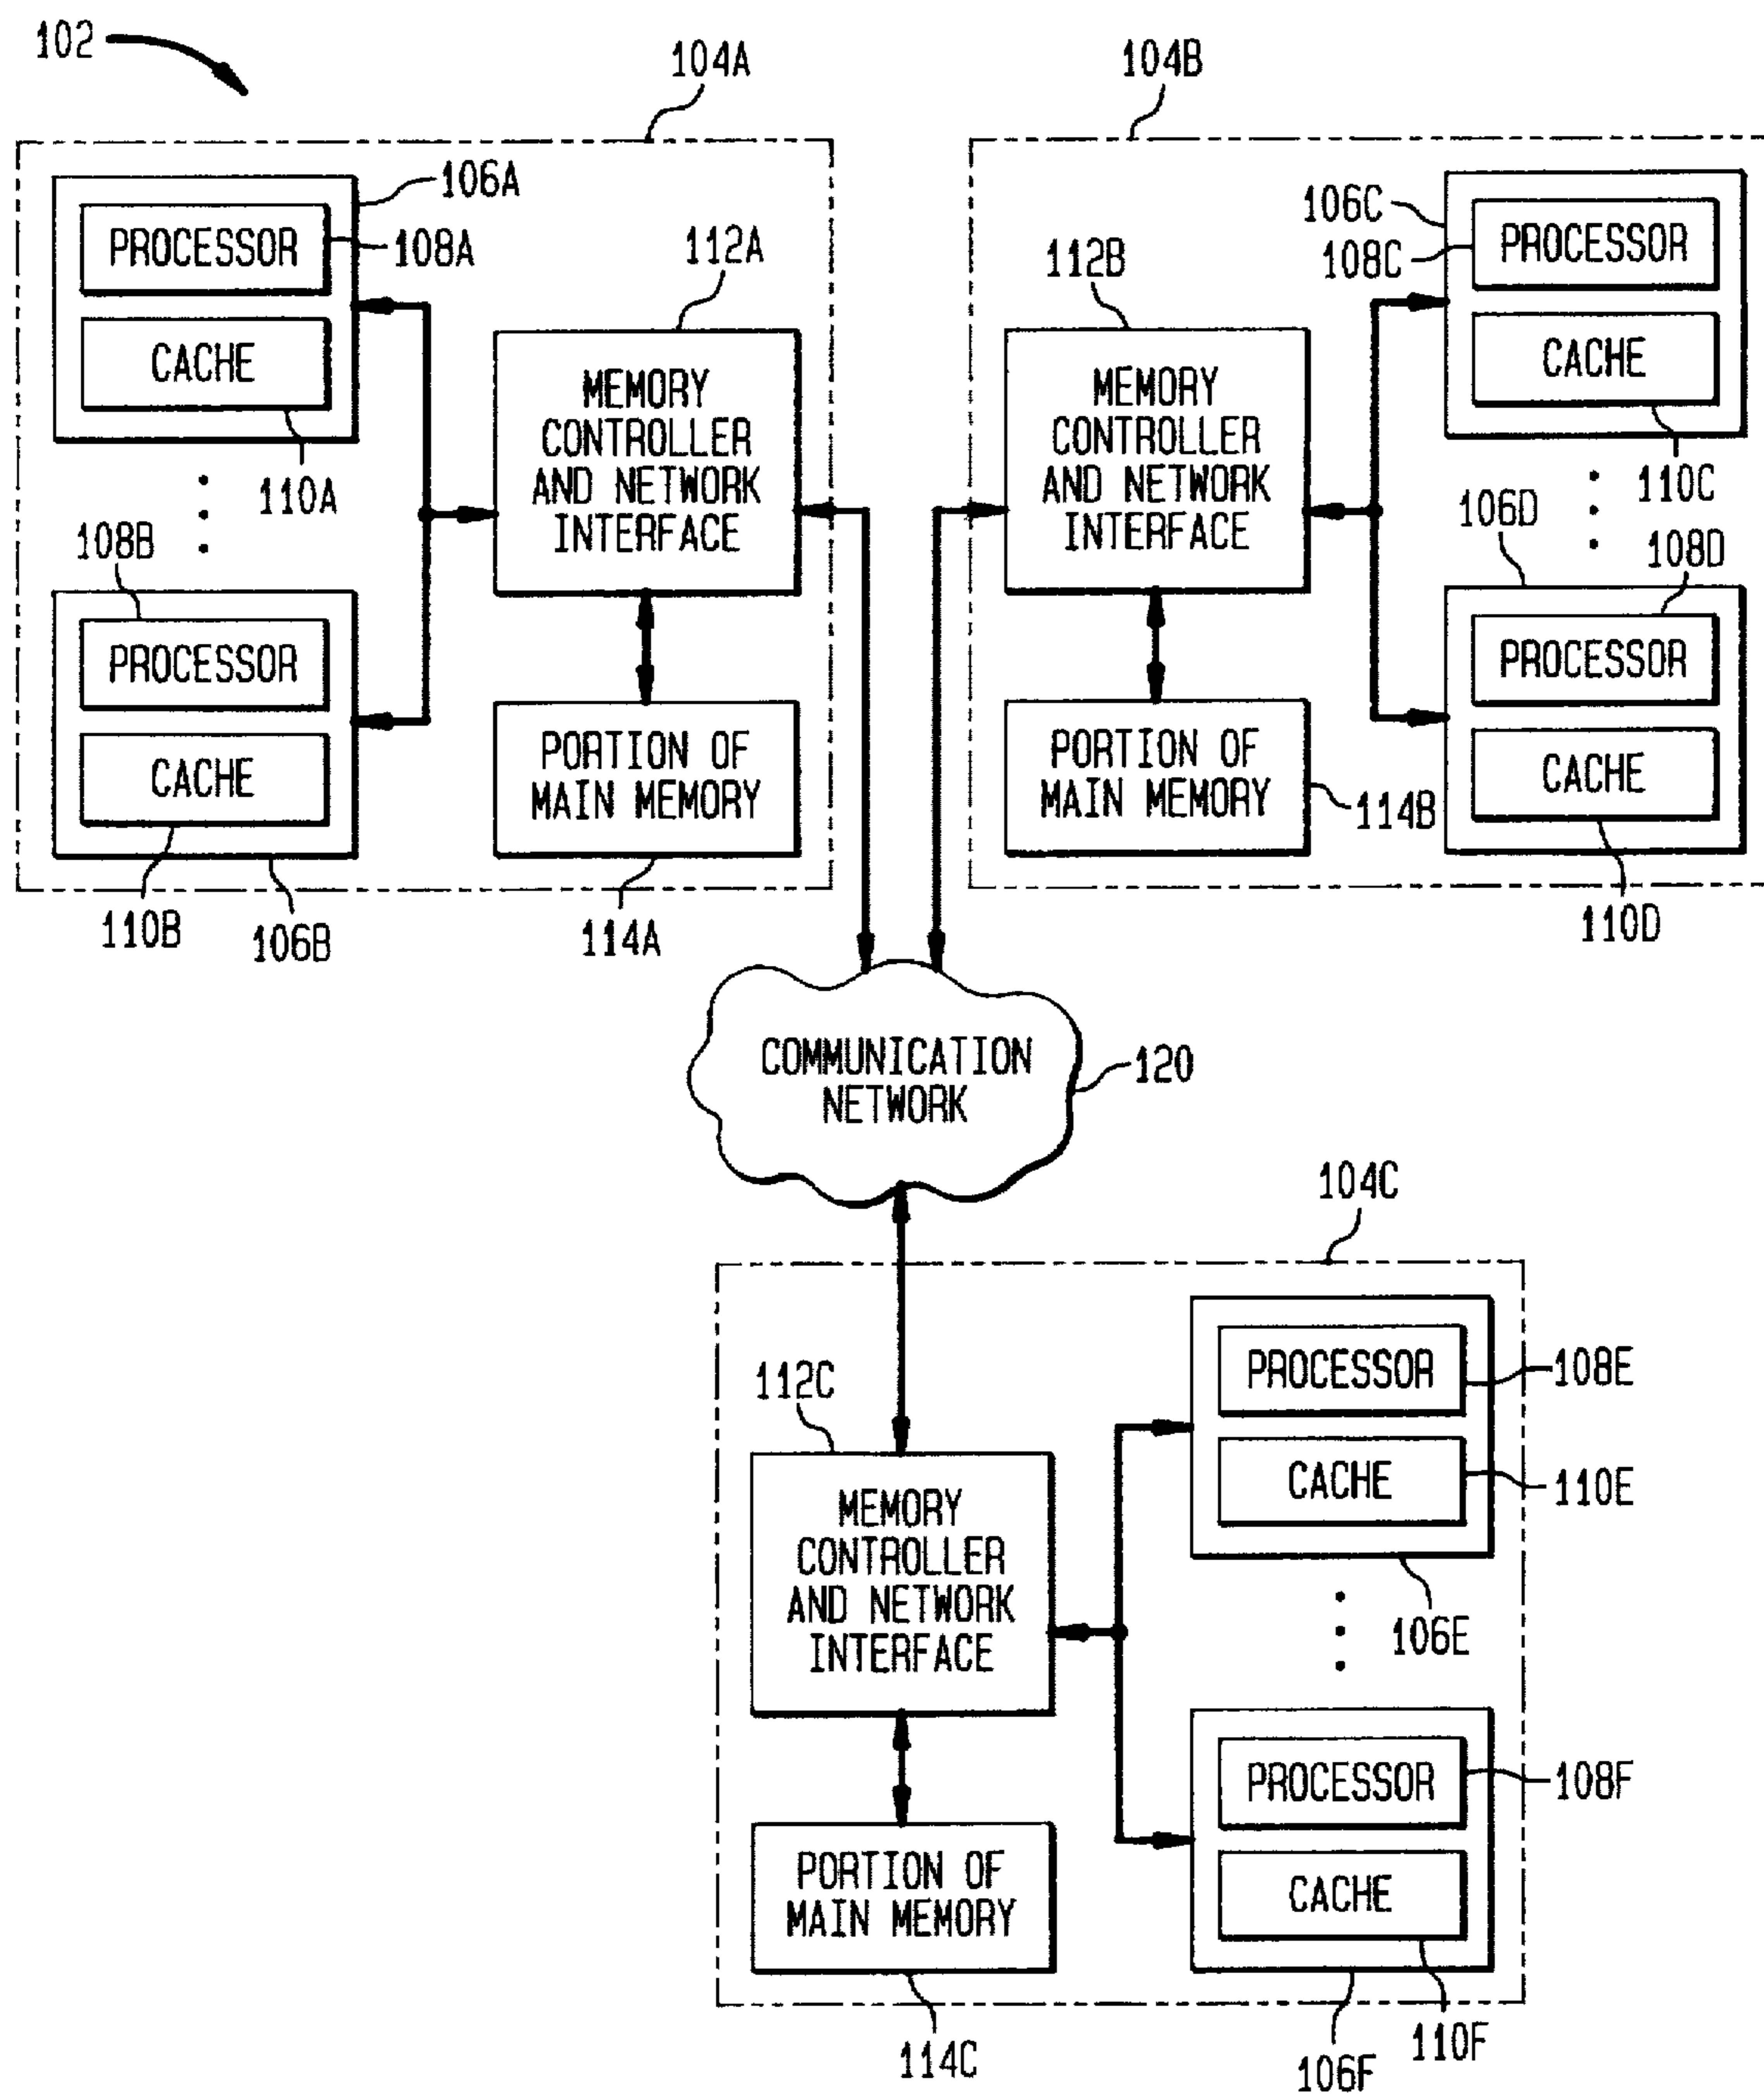 102
104A
104B
106A
PROCESSOR
108A
CACHE
110A
112A
MEMORY
CONTROLLER
AND NETWORK
INTERFACE
108B
PROCESSOR
CACHE
110B
106B
PORTION OF
MAIN MEMORY
114A
112B
MEMORY
CONTROLLER
AND NETWORK
INTERFACE
PORTION OF
MAIN MEMORY
114B
106C
108C
PROCESSOR
CACHE
110C
106D
108D
PROCESSOR
CACHE
110D
COMMUNICATION
NETWORK
120
104C
112C
MEMORY
CONTROLLER
AND NETWORK
INTERFACE
PORTION OF
MAIN MEMORY
114C
PROCESSOR
108E
CACHE
110E
106E
PROCESSOR
108F
CACHE
110F
106F